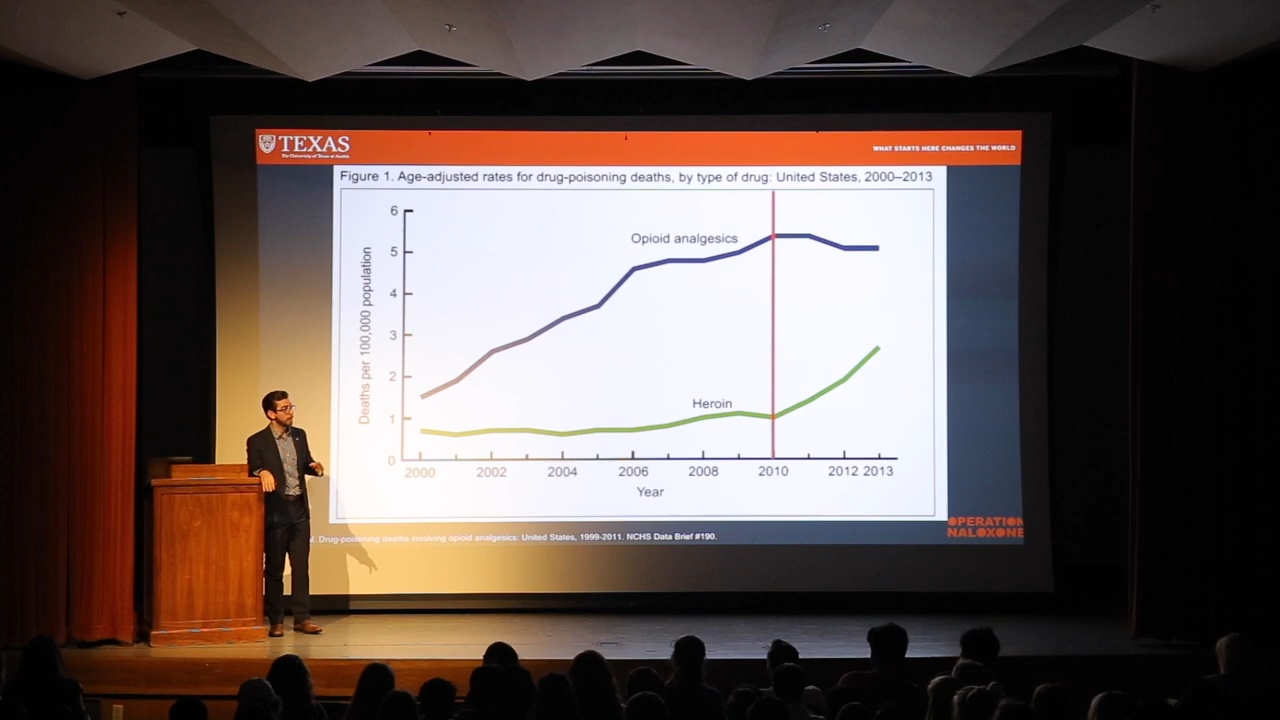 TEXAS
The University of Texas at Austin
WHAT STARTS HERE CHANGES THE WORLD
Figure 1. Age-adjusted rates for drug-poisoning deaths, by type of drug: United States, 2000–2013
Deaths per 100,000 population
6
5
4
3
2
1
0
Opioid analgesics
Heroin
2000 2002 2004 2006 2008 2010 2012 2013
Year
OPERATION
NALOXONE
Drug-poisoning deaths involving opioid analgesics: United States, 1999-2011. NCHS Data Brief #190.